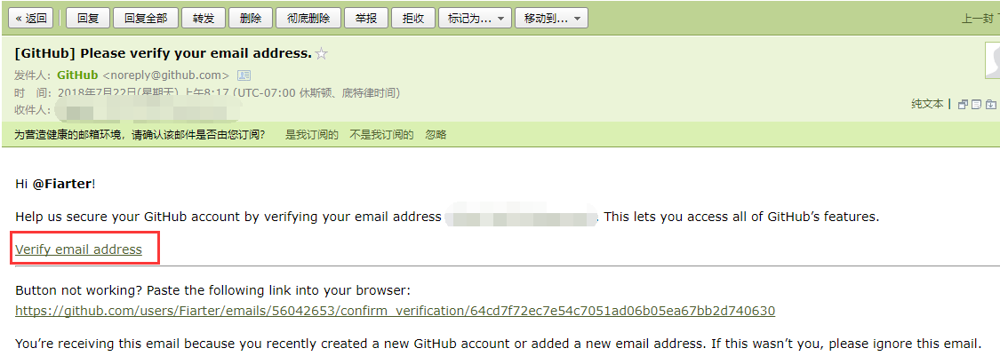 « 返回 回复 回复全部 转发 删除 彻底删除 举报 拒收 标记为... 移动到... 上一封
[GitHub] Please verify your email address.
发件人：GitHub <noreply@github.com>
时 间：2018年7月22日(星期天) 上午8:17 (UTC-07:00 休斯顿、底特律时间)
收件人：
纯文本 |
为营造健康的邮箱环境，请确认该邮件是否由您订阅？ 是我订阅的 不是我订阅的 忽略
Hi @Fiarter!
Help us secure your GitHub account by verifying your email address . This lets you access all of GitHub’s features.
Verify email address
Button not working? Paste the following link into your browser:
https://github.com/users/Fiarter/emails/56042653/confirm_verification/64cd7f72ec7e54c7051ad06b05ea67bb2d740630
You’re receiving this email because you recently created a new GitHub account or added a new email address. If this wasn’t you, please ignore this email.